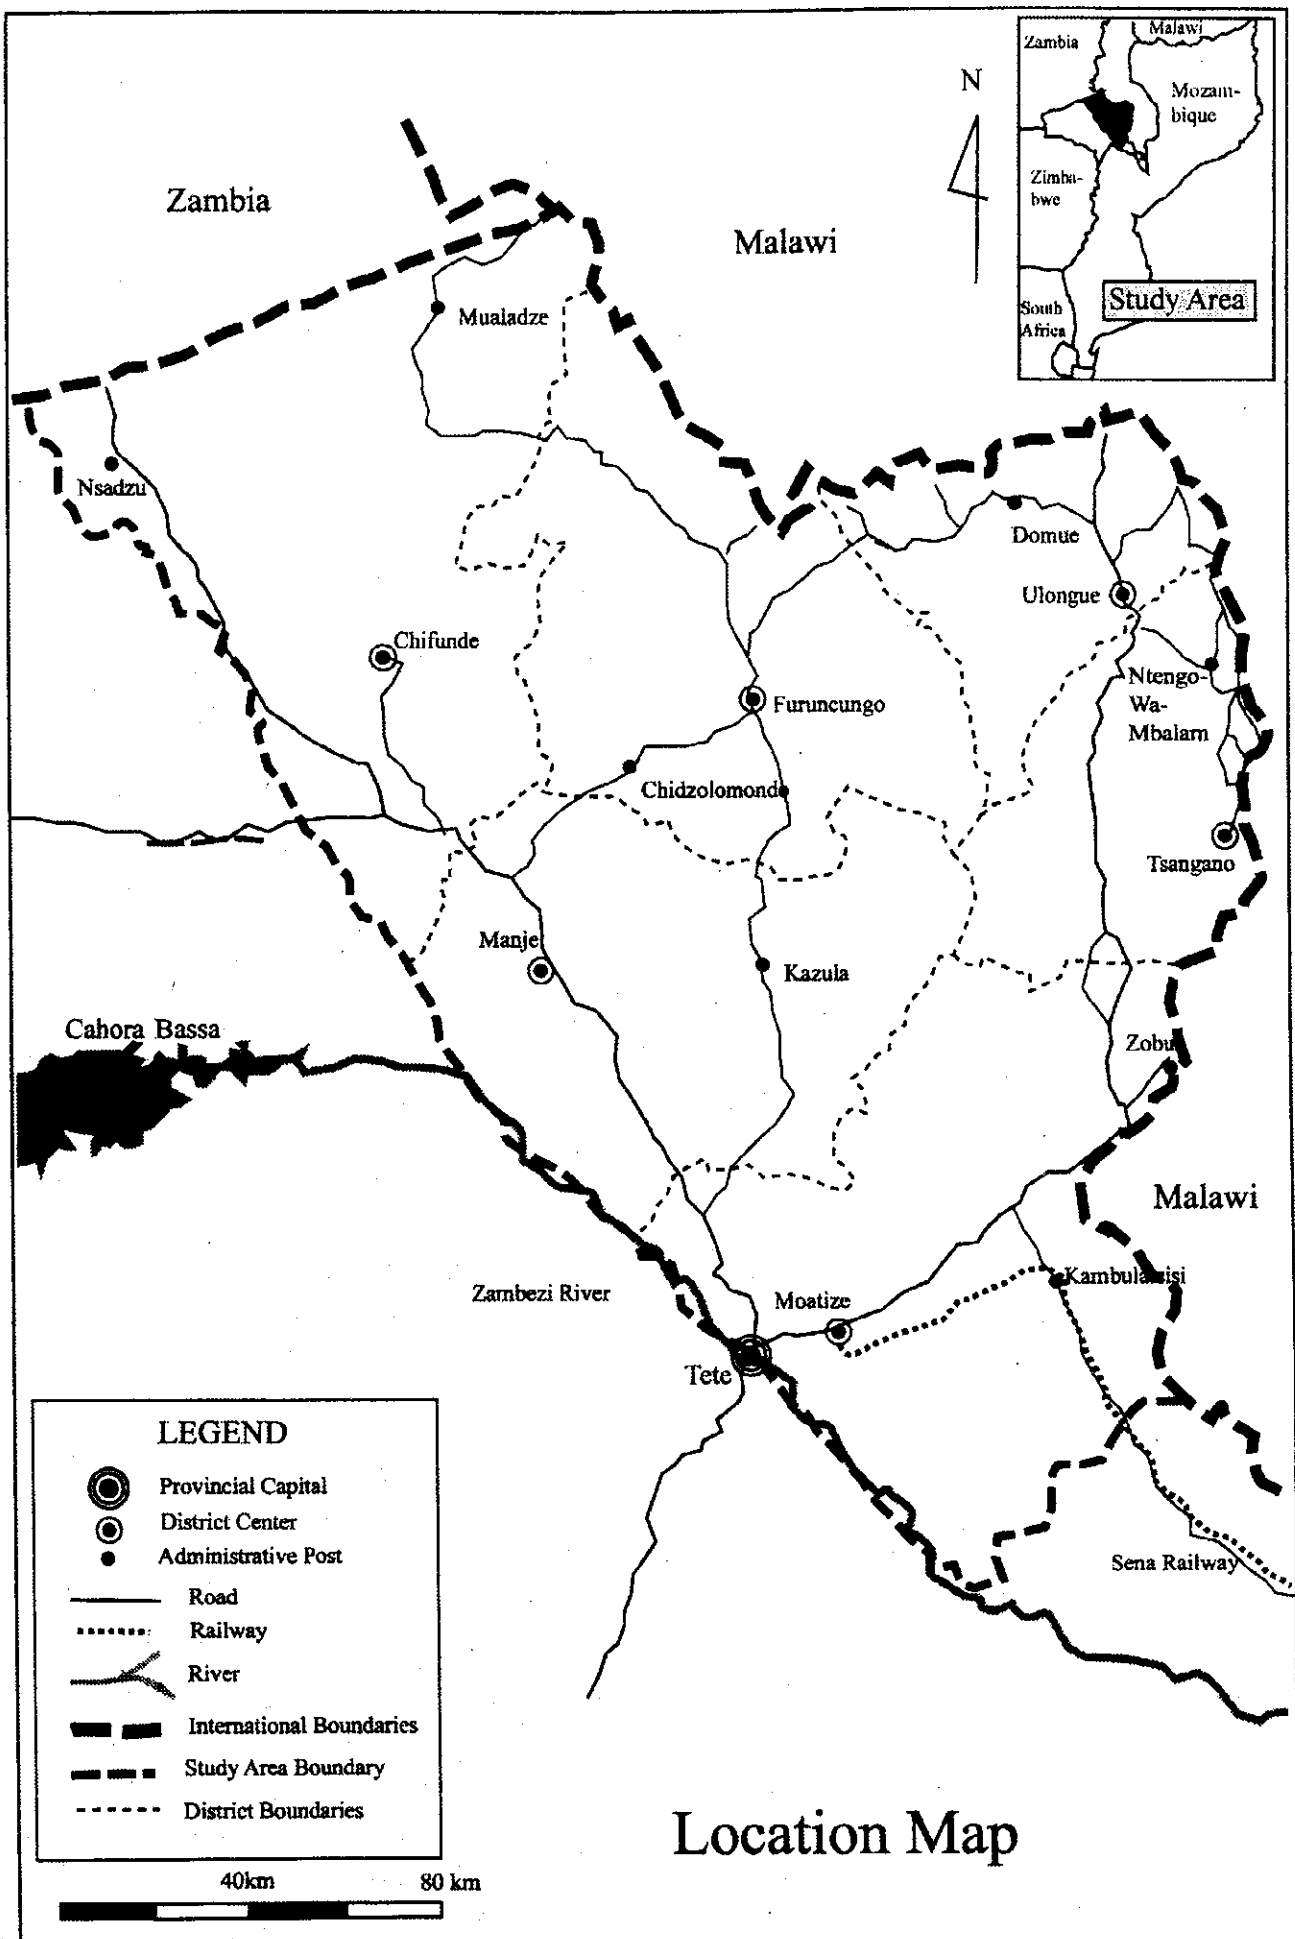 Zambia
Malawi
Mozam-
bique
Zimba-
bwe
South
Africa
Study Area
N
Zambia
Malawi
Mualadze
Nsadzu
Domue
Ulongue
Chifunde
Ntengo-
Wa-
Mbalam
Furuncungo
Chidzolomond
Tsangano
Manje
Kazula
Cahora Bassa
Zobu
Malawi
Zambezi River
Moatize
Tete
Sena Railway
LEGEND
Provincial Capital
District Center
Administrative Post
Road
Railway
River
International Boundaries
Study Area Boundary
District Boundaries
Location Map
40km
80 km